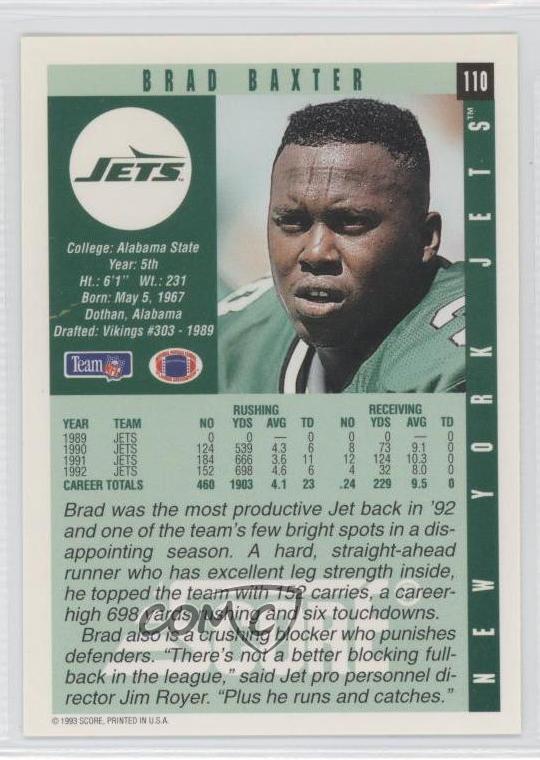 BRAD BAXTER
110
JETS
NEW YORK JETS™
College: Alabama State
Year: 5th
Ht.: 6'1" Wt.: 231
Born: May 5, 1967
Dothan, Alabama
Drafted: Vikings #303 - 1989
Team NFL
RUSHING RECEIVING
YEAR TEAM NO YDS AVG TD NO YDS AVG TD
1989 JETS 0 0 — 0 0 0 — 0
1990 JETS 124 539 4.3 6 8 73 9.1 0
1991 JETS 184 666 3.6 11 12 124 10.3 0
1992 JETS 152 698 4.6 6 4 32 8.0 0
CAREER TOTALS 460 1903 4.1 23 .24 229 9.5 0
Brad was the most productive Jet back in '92
and one of the team's few bright spots in a dis-
appointing season. A hard, straight-ahead
runner who has excellent leg strength inside,
he topped the team with 152 carries, a career-
high 698 yards rushing and six touchdowns.
Brad also is a crushing blocker who punishes
defenders. "There's not a better blocking full-
back in the league," said Jet pro personnel di-
rector Jim Royer. "Plus he runs and catches."
SCORE®
COMC
© 1993 SCORE, PRINTED IN U.S.A.